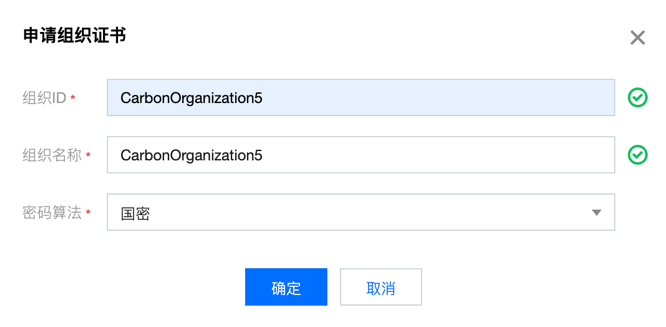 申请组织证书
组织ID * CarbonOrganization5
组织名称 * CarbonOrganization5
密码算法 * 国密
确定 取消